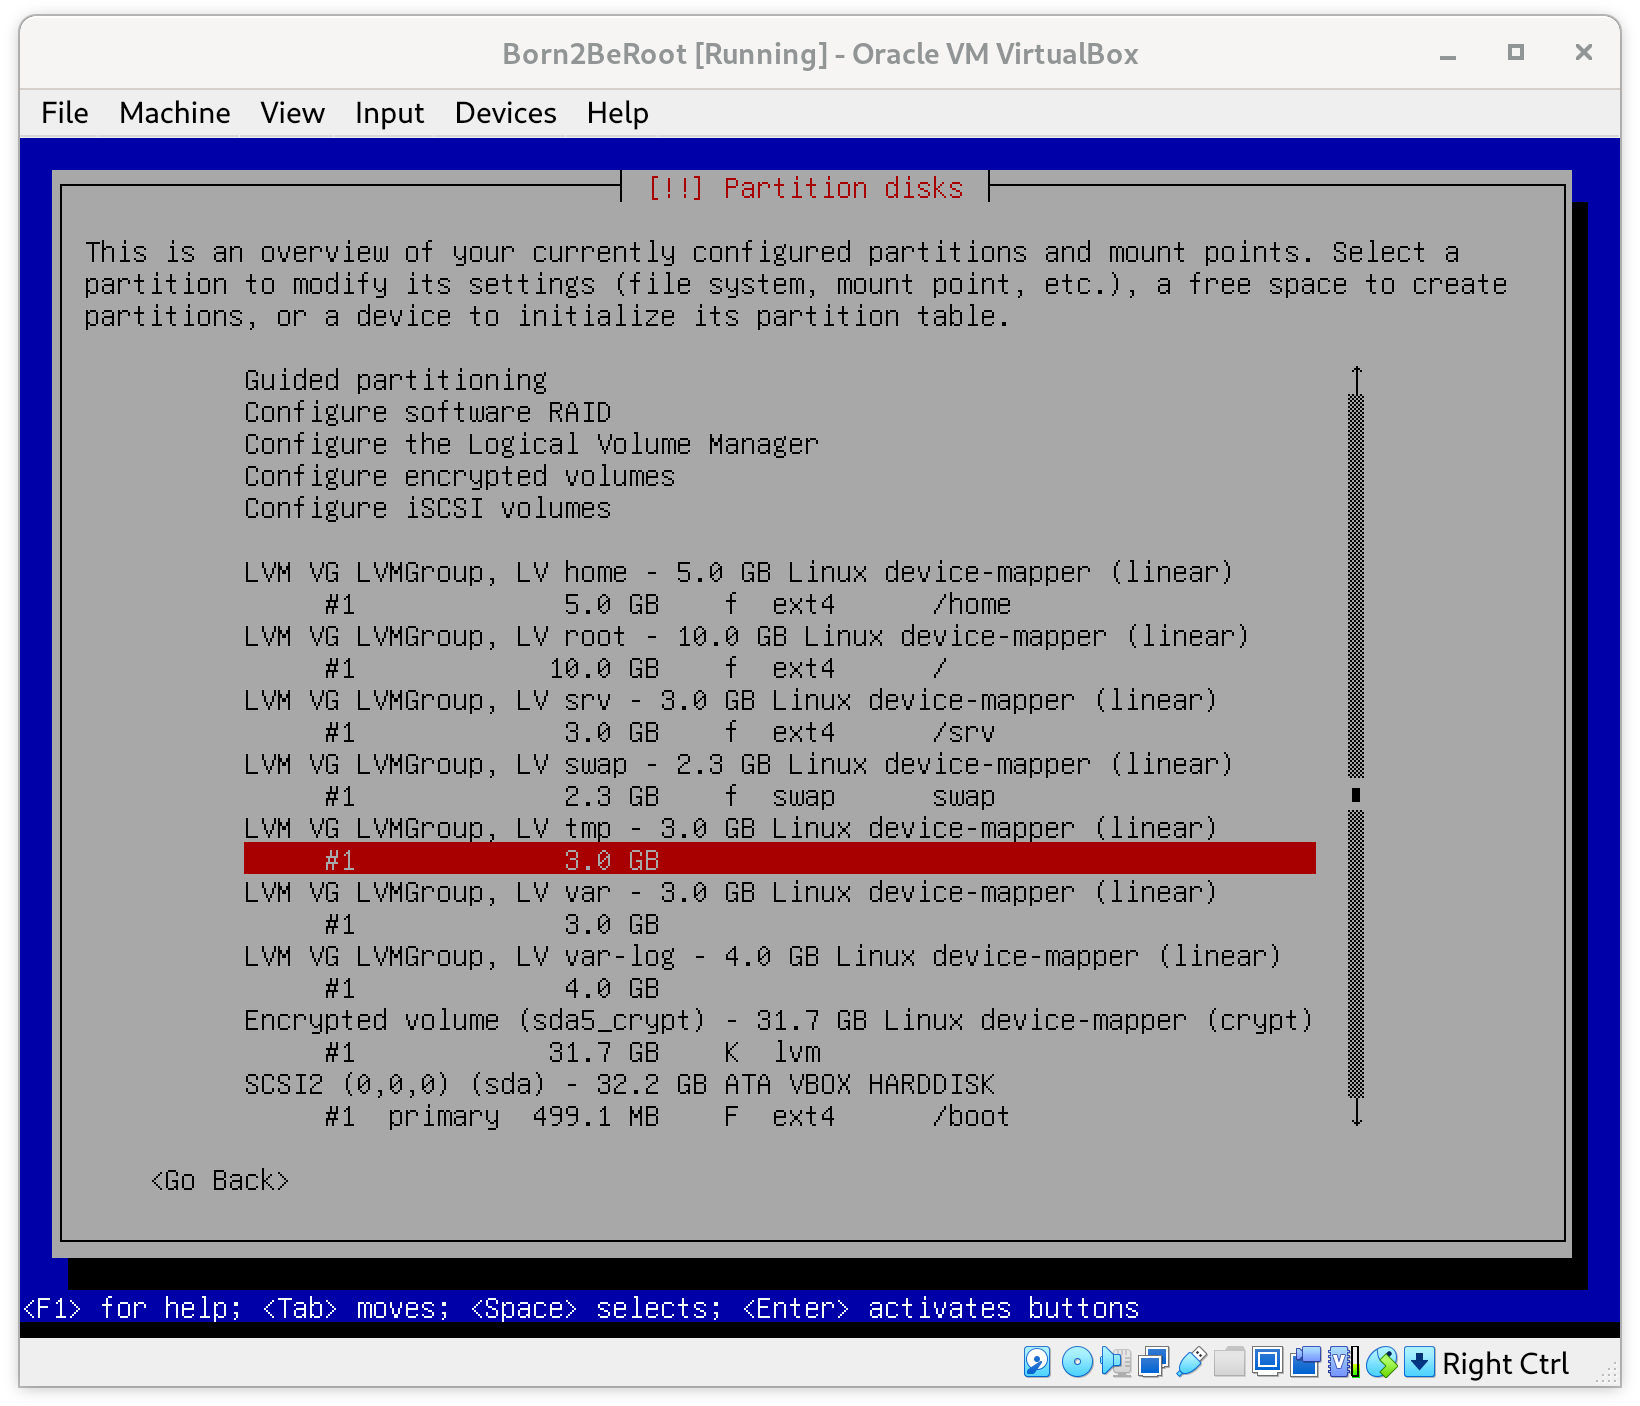 Born2BeRoot [Running] - Oracle VM VirtualBox
File Machine View Input Devices Help
[!!] Partition disks
This is an overview of your currently configured partitions and mount points. Select a
partition to modify its settings (file system, mount point, etc.), a free space to create
partitions, or a device to initialize its partition table.
Guided partitioning
Configure software RAID
Configure the Logical Volume Manager
Configure encrypted volumes
Configure iSCSI volumes
LVM VG LVMGroup, LV home - 5.0 GB Linux device-mapper (linear)
#1 5.0 GB f ext4 /home
LVM VG LVMGroup, LV root - 10.0 GB Linux device-mapper (linear)
#1 10.0 GB f ext4 /
LVM VG LVMGroup, LV srv - 3.0 GB Linux device-mapper (linear)
#1 3.0 GB f ext4 /srv
LVM VG LVMGroup, LV swap - 2.3 GB Linux device-mapper (linear)
#1 2.3 GB f swap swap
LVM VG LVMGroup, LV tmp - 3.0 GB Linux device-mapper (linear)
#1 3.0 GB
LVM VG LVMGroup, LV var - 3.0 GB Linux device-mapper (linear)
#1 3.0 GB
LVM VG LVMGroup, LV var-log - 4.0 GB Linux device-mapper (linear)
#1 4.0 GB
Encrypted volume (sda5_crypt) - 31.7 GB Linux device-mapper (crypt)
#1 31.7 GB K lvm
SCSI2 (0,0,0) (sda) - 32.2 GB ATA VBOX HARDDISK
#1 primary 499.1 MB F ext4 /boot
<Go Back>
<F1> for help; <Tab> moves; <Space> selects; <Enter> activates buttons
Right Ctrl